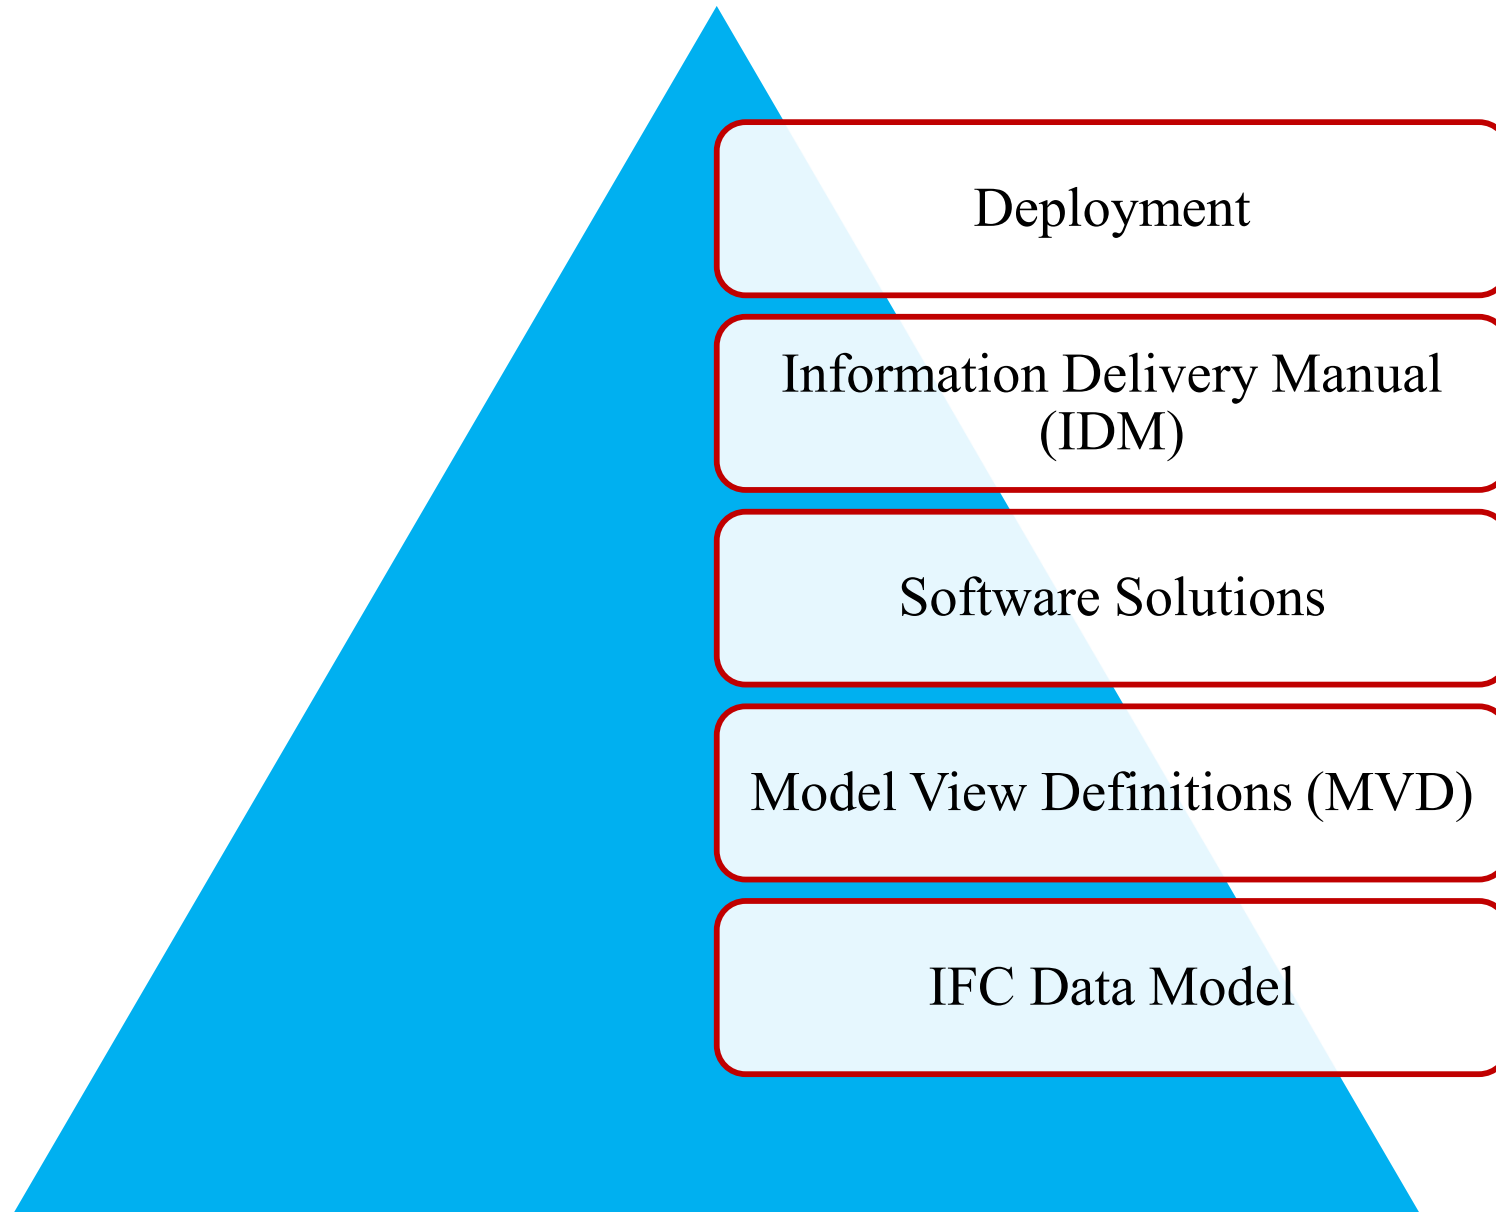 Deployment
Information Delivery Manual
(IDM)
Software Solutions
Model View Definitions (MVD)
IFC Data Model